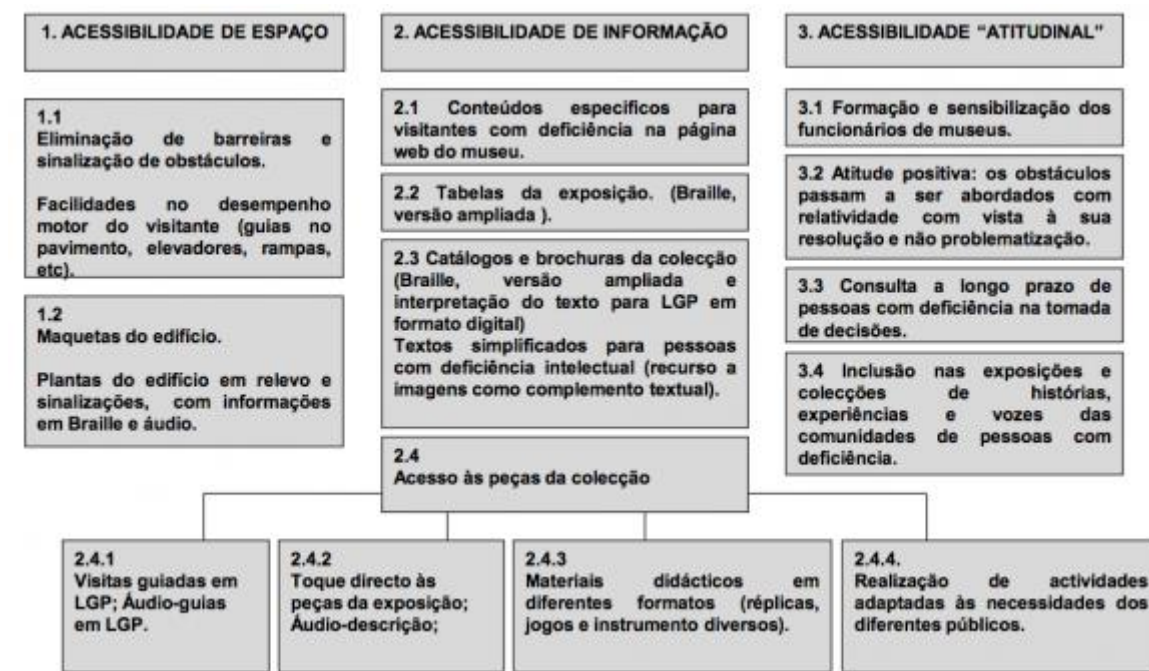 1. ACESSIBILIDADE DE ESPAÇO
1.1
Eliminação de barreiras e
sinalização de obstáculos.
Facilidades no desempenho
motor do visitante (guias no
pavimento, elevadores, rampas,
etc).
1.2
Maquetas do edifício.
Plantas do edifício em relevo e
sinalizações, com informações
em Braille e áudio.
2. ACESSIBILIDADE DE INFORMAÇÃO
2.1 Conteúdos especificos para
visitantes com deficiência na página
web do museu.
2.2 Tabelas da exposição. (Braille,
versão ampliada ).
2.3 Catálogos e brochuras da colecção
(Braille, versão ampliada e
interpretação do texto para LGP em
formato digital)
Textos simplificados para pessoas
com deficiência intelectual (recurso a
imagens como complemento textual).
2.4
Acesso às peças da colecção
3. ACESSIBILIDADE “ATITUDINAL”
3.1 Formação e sensibilização dos
funcionários de museus.
3.2 Atitude positiva: os obstáculos
passam a ser abordados com
relatividade com vista à sua
resolução e não problematização.
3.3 Consulta a longo prazo de
pessoas com deficiência na tomada
de decisões.
3.4 Inclusão nas exposições e
colecções de histórias,
experiências e vozes das
comunidades de pessoas com
deficiência.
2.4.1
Visitas guiadas em
LGP; Áudio-guias
em LGP.
2.4.2
Toque directo às
peças da exposição;
Áudio-descrição;
2.4.3
Materiais didácticos em
diferentes formatos (réplicas,
jogos e instrumento diversos).
2.4.4.
Realização de actividades
adaptadas às necessidades dos
diferentes públicos.